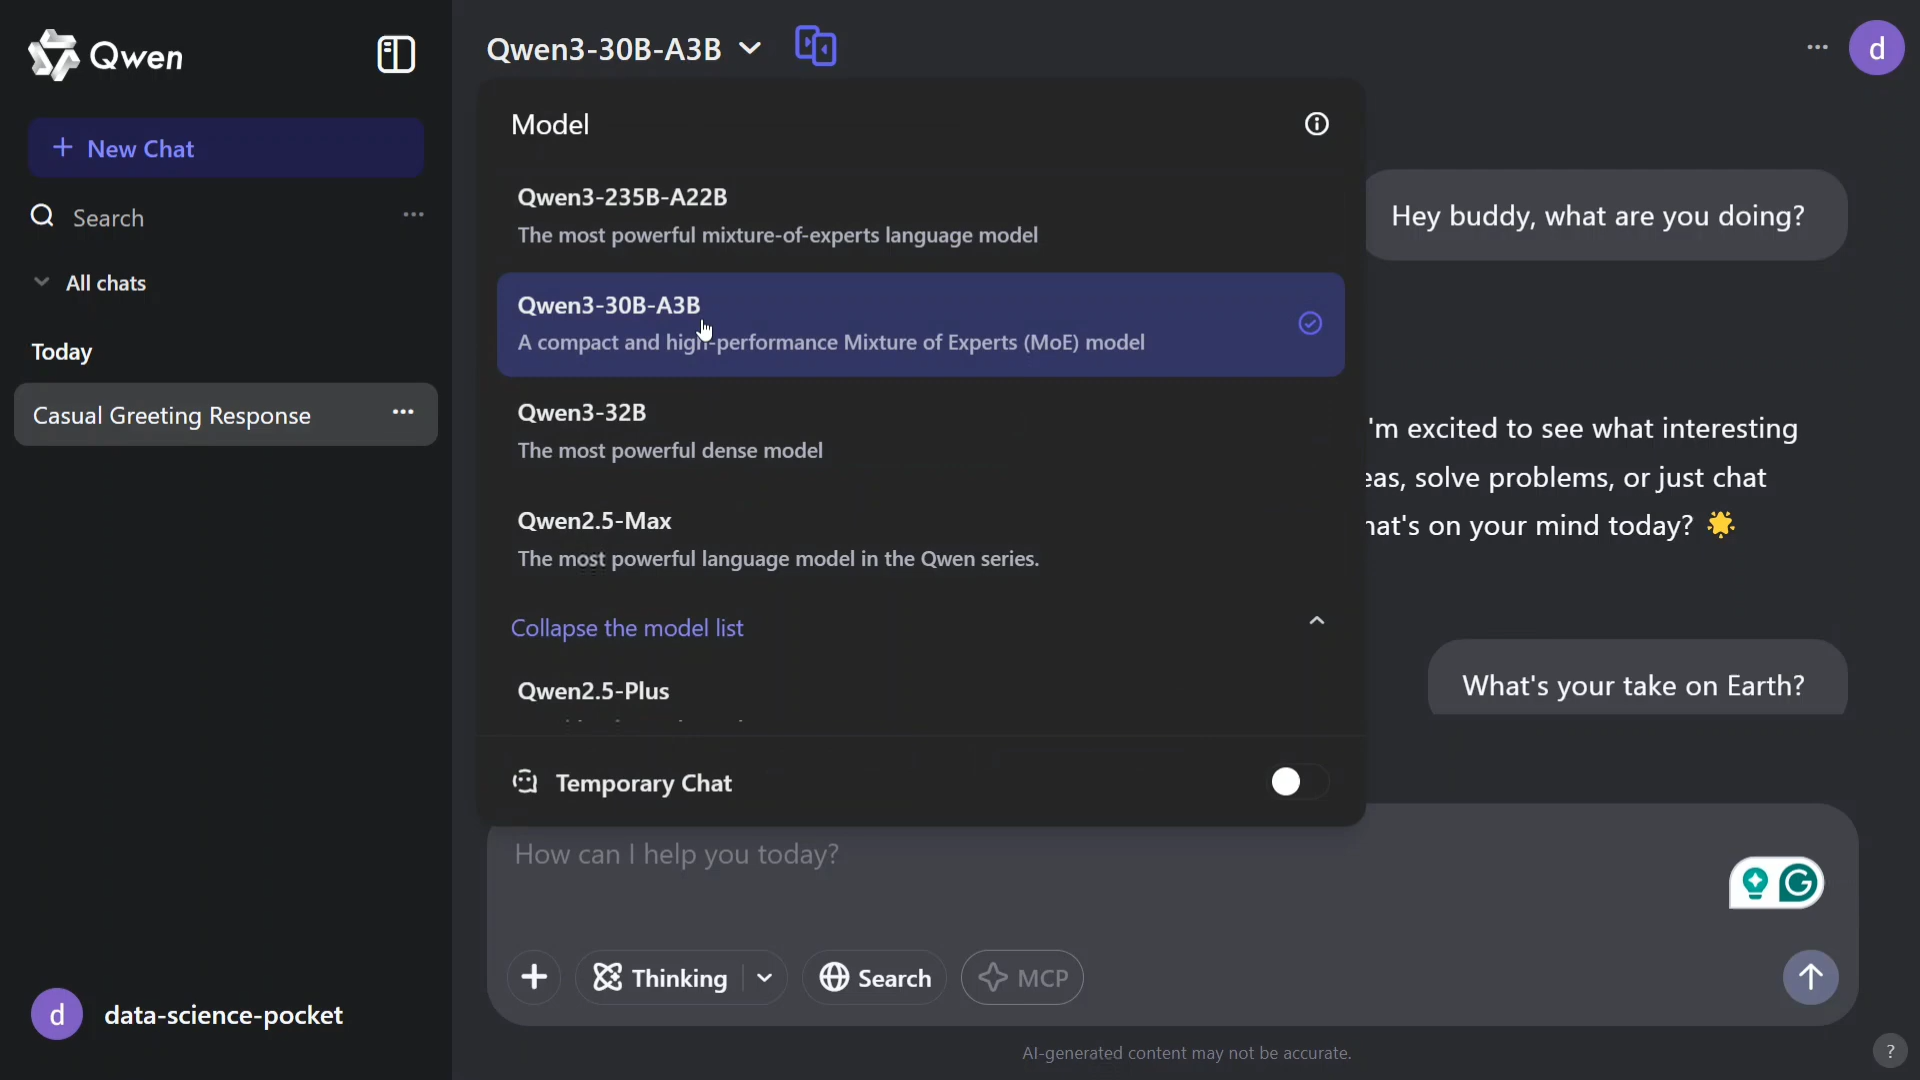 Qwen
+ New Chat
Search
All chats
Today
Casual Greeting Response
d data-science-pocket
Qwen3-30B-A3B
d
Model
Qwen3-235B-A22B
The most powerful mixture-of-experts language model
Qwen3-30B-A3B
A compact and high-performance Mixture of Experts (MoE) model
Qwen3-32B
The most powerful dense model
Qwen2.5-Max
The most powerful language model in the Qwen series.
Collapse the model list
Qwen2.5-Plus
Temporary Chat
Hey buddy, what are you doing?
'm excited to see what interesting
eas, solve problems, or just chat
hat's on your mind today?
What's your take on Earth?
How can I help you today?
G
Thinking
Search
MCP
AI-generated content may not be accurate.
?